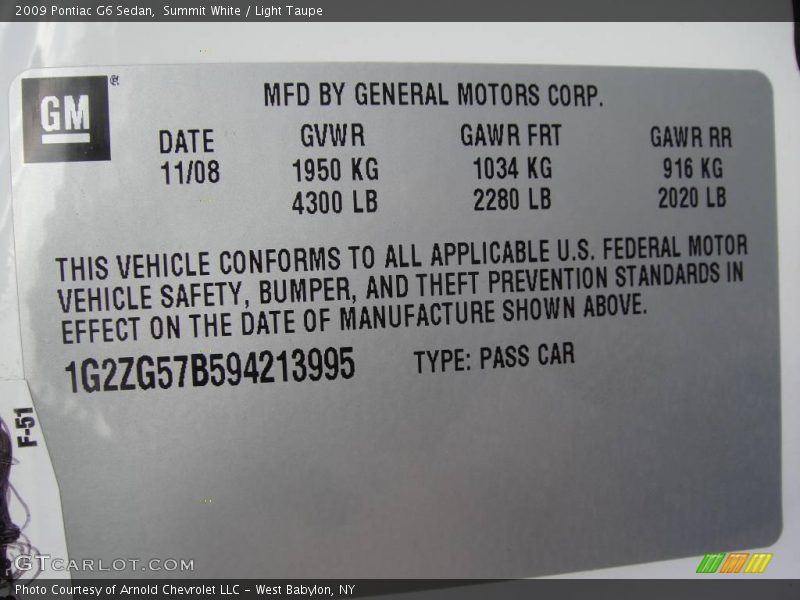 2009 Pontiac G6 Sedan, Summit White / Light Taupe
GM ®
MFD BY GENERAL MOTORS CORP.
DATE GVWR GAWR FRT GAWR RR
11/08 1950 KG 1034 KG 916 KG
4300 LB 2280 LB 2020 LB
THIS VEHICLE CONFORMS TO ALL APPLICABLE U.S. FEDERAL MOTOR
VEHICLE SAFETY, BUMPER, AND THEFT PREVENTION STANDARDS IN
EFFECT ON THE DATE OF MANUFACTURE SHOWN ABOVE.
1G2ZG57B594213995 TYPE: PASS CAR
F-51
GTCARLOT.COM
Photo Courtesy of Arnold Chevrolet LLC - West Babylon, NY